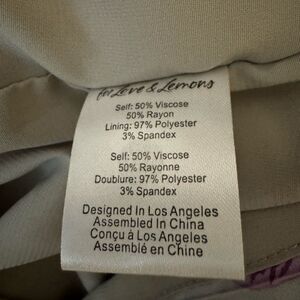 for Love & Lemons
Self: 50% Viscose
50% Rayon
Lining: 97% Polyester
3% Spandex
Self: 50% Viscose
50% Rayonne
Doublure: 97% Polyester
3% Spandex
Designed In Los Angeles
Assembled In China
Conçu à Los Angeles
Assemblé en Chine